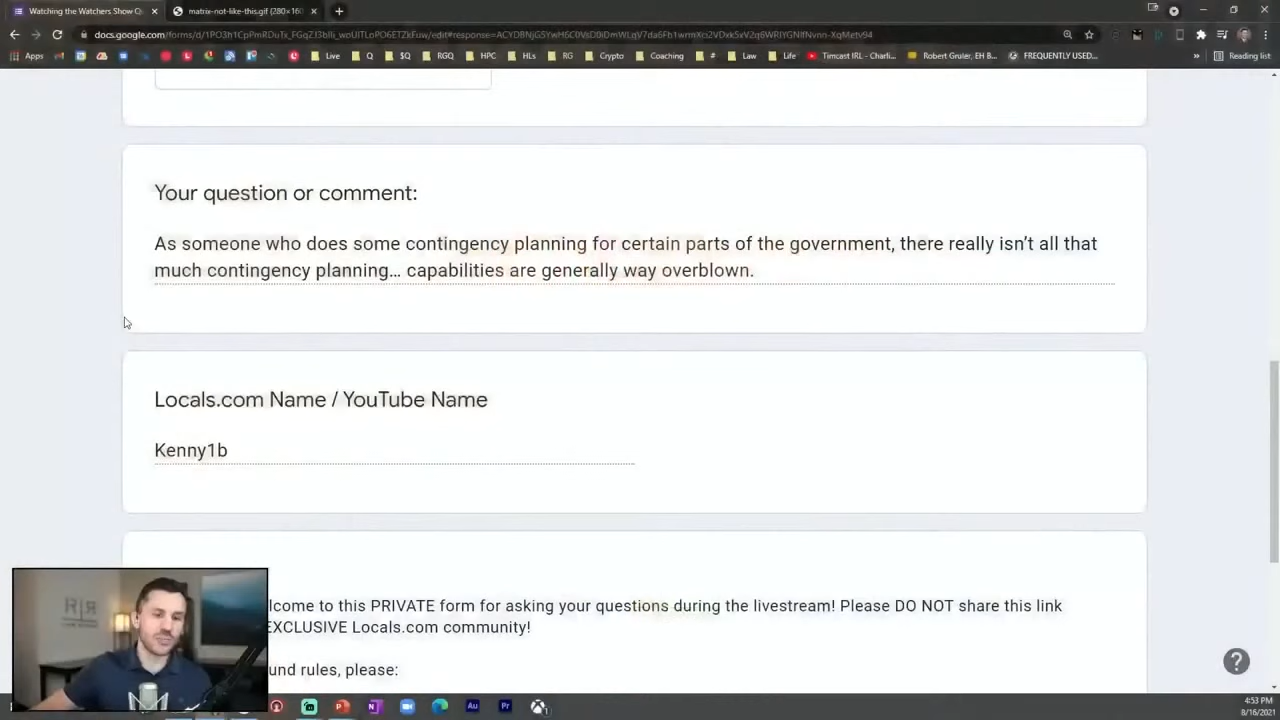 Watching the Watchers Show Q
matrix-not-like-this.gif (280×160
Apps
Live
Q
$Q
RGQ
HPC
HLs
RG
Crypto
Coaching
#
Law
Life
Timcast IRL - Charli...
Robert Gruler, EH B...
FREQUENTLY USED...
Reading list
Your question or comment:
As someone who does some contingency planning for certain parts of the government, there really isn’t all that
much contingency planning… capabilities are generally way overblown.
Locals.com Name / YouTube Name
Kenny1b
lcome to this PRIVATE form for asking your questions during the livestream! Please DO NOT share this link
EXCLUSIVE Locals.com community!
und rules, please:
4:53 PM
8/16/2021